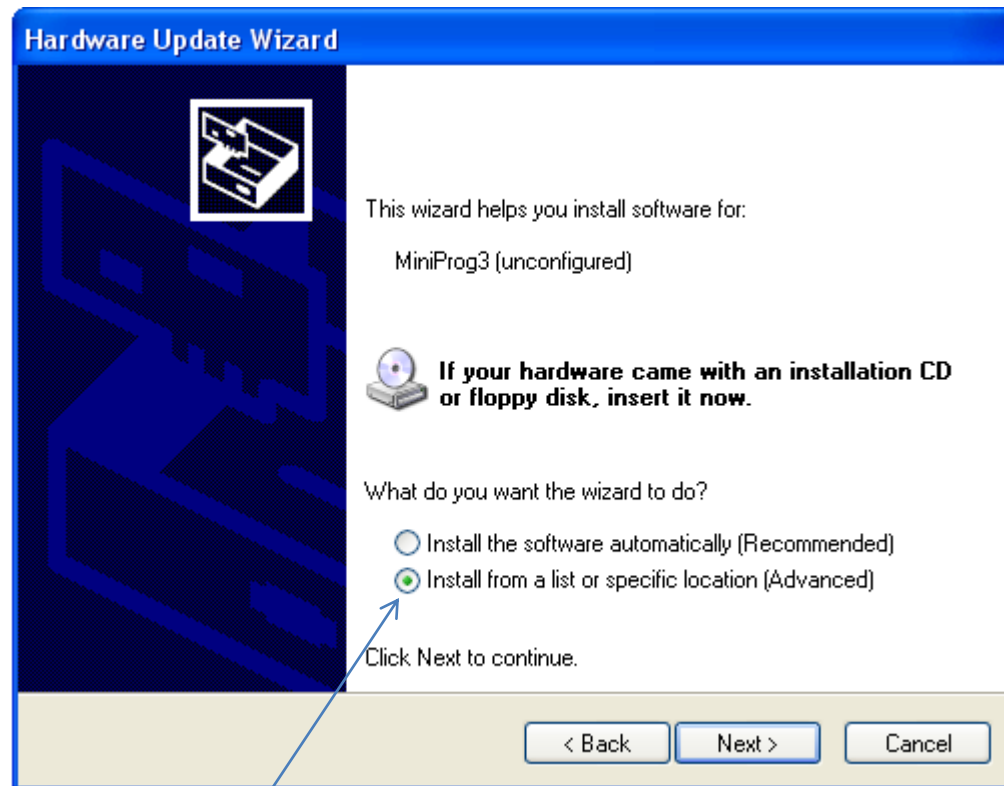 Hardware Update Wizard
This wizard helps you install software for:
MiniProg3 (unconfigured)
If your hardware came with an installation CD
or floppy disk, insert it now.
What do you want the wizard to do?
Install the software automatically (Recommended)
Install from a list or specific location (Advanced)
Click Next to continue.
< Back
Next >
Cancel